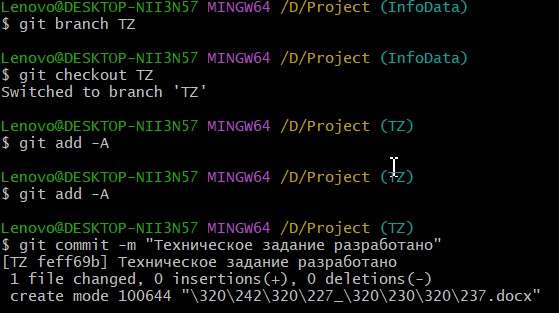 Lenovo@DESKTOP-NII3N57 MINGW64 /D/Project (InfoData)
$ git branch TZ
Lenovo@DESKTOP-NII3N57 MINGW64 /D/Project (InfoData)
$ git checkout TZ
Switched to branch 'TZ'
Lenovo@DESKTOP-NII3N57 MINGW64 /D/Project (TZ)
$ git add -A
Lenovo@DESKTOP-NII3N57 MINGW64 /D/Project (TZ)
$ git add -A
Lenovo@DESKTOP-NII3N57 MINGW64 /D/Project (TZ)
$ git commit -m "Техническое задание разработано"
[TZ feff69b] Техническое задание разработано
1 file changed, 0 insertions(+), 0 deletions(-)
create mode 100644 "\320\242\320\227_\320\230\320\237.docx"